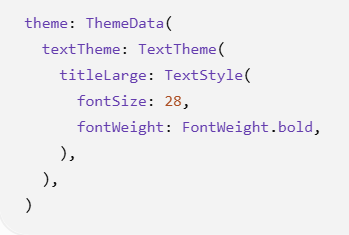 theme: ThemeData(
  textTheme: TextTheme(
    titleLarge: TextStyle(
      fontSize: 28,
      fontWeight: FontWeight.bold,
    ),
  ),
)